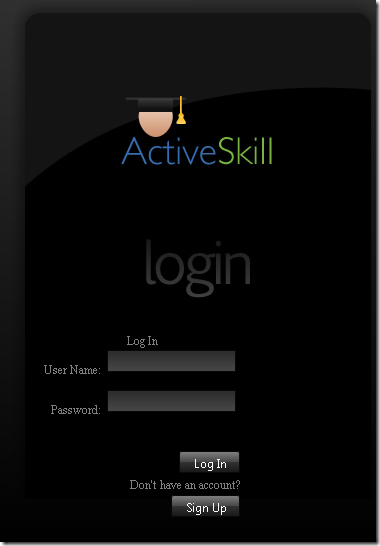 ActiveSkill
login
Log In
User Name:
Password:
Log In
Don't have an account?
Sign Up